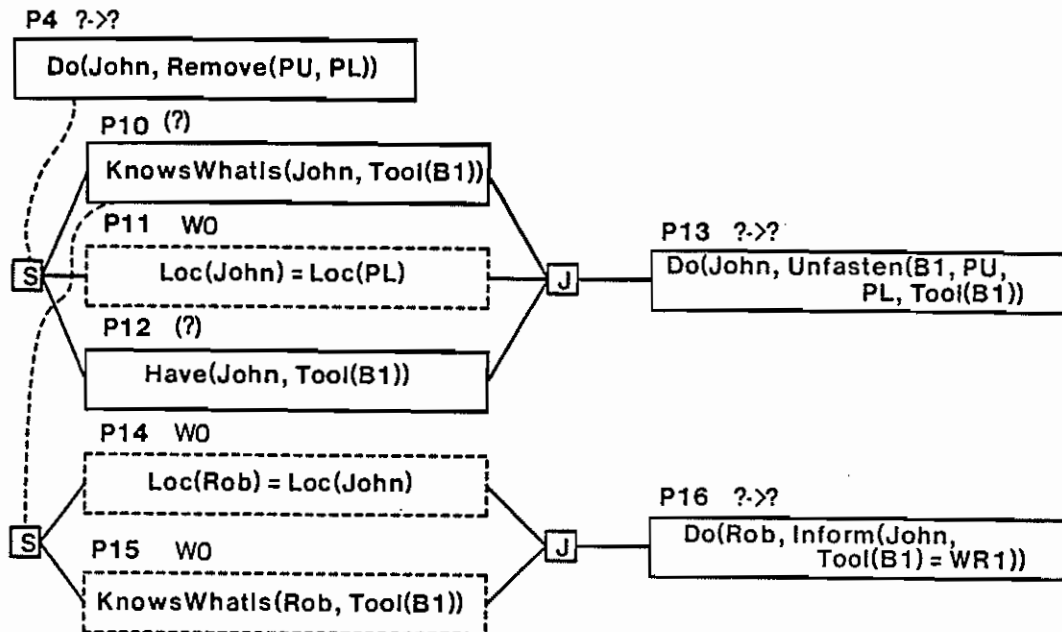 P4 ?->?
Do(John, Remove(PU, PL))
P10 (?)
KnowsWhatIs(John, Tool(B1))
P11 W0
S
Loc(John) = Loc(PL)
J
P13 ?->?
Do(John, Unfasten(B1, PU,
PL, Tool(B1))
P12 (?)
Have(John, Tool(B1))
P14 W0
Loc(Rob) = Loc(John)
S
J
P16 ?->?
Do(Rob, Inform(John,
Tool(B1) = WR1))
P15 W0
KnowsWhatIs(Rob, Tool(B1))